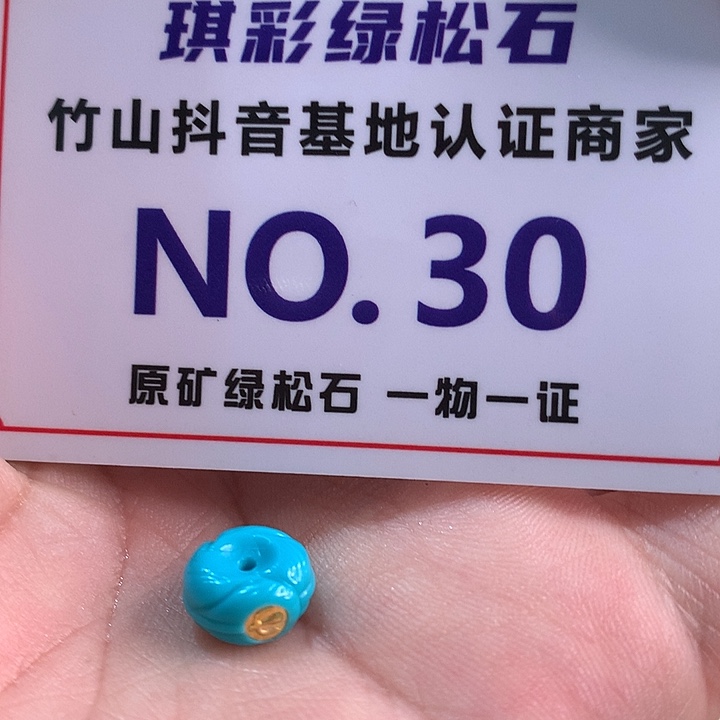 琪彩绿松石
竹山抖音基地认证商家
NO. 30
原矿绿松石 一物一证